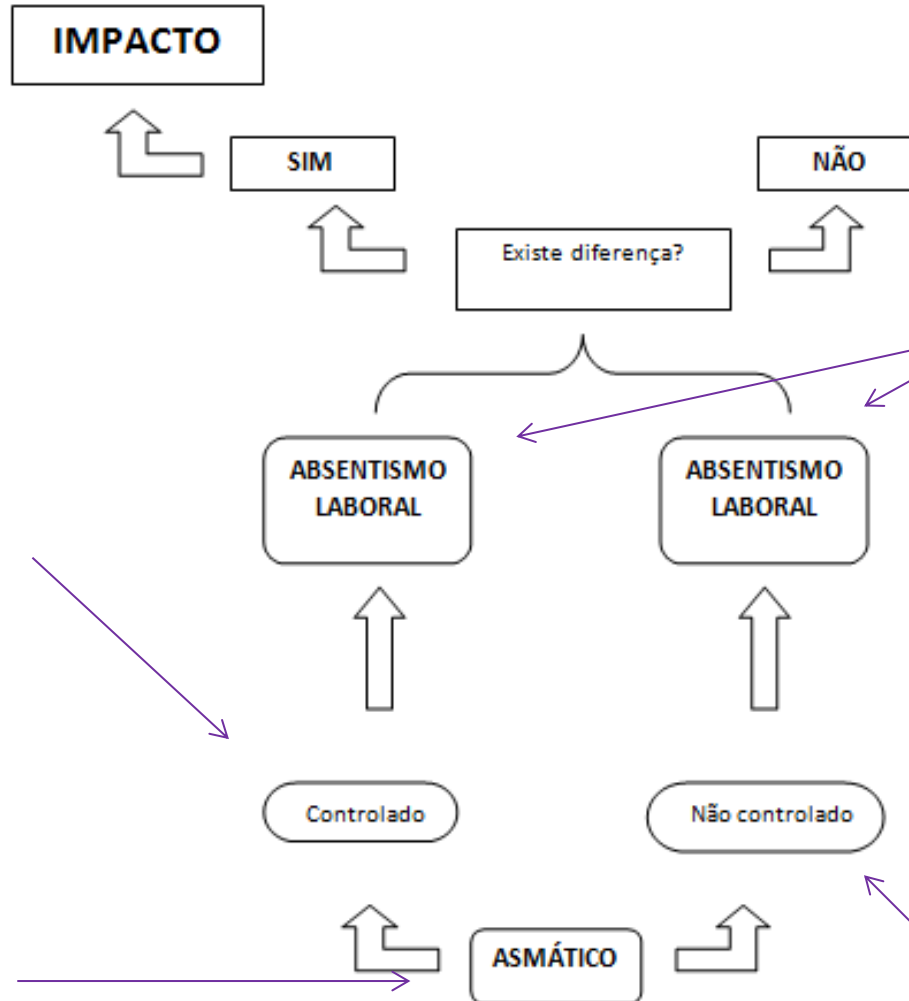 IMPACTO
SIM
NÃO
Existe diferença?
ABSENTISMO
LABORAL
ABSENTISMO
LABORAL
Controlado
Não controlado
ASMÁTICO